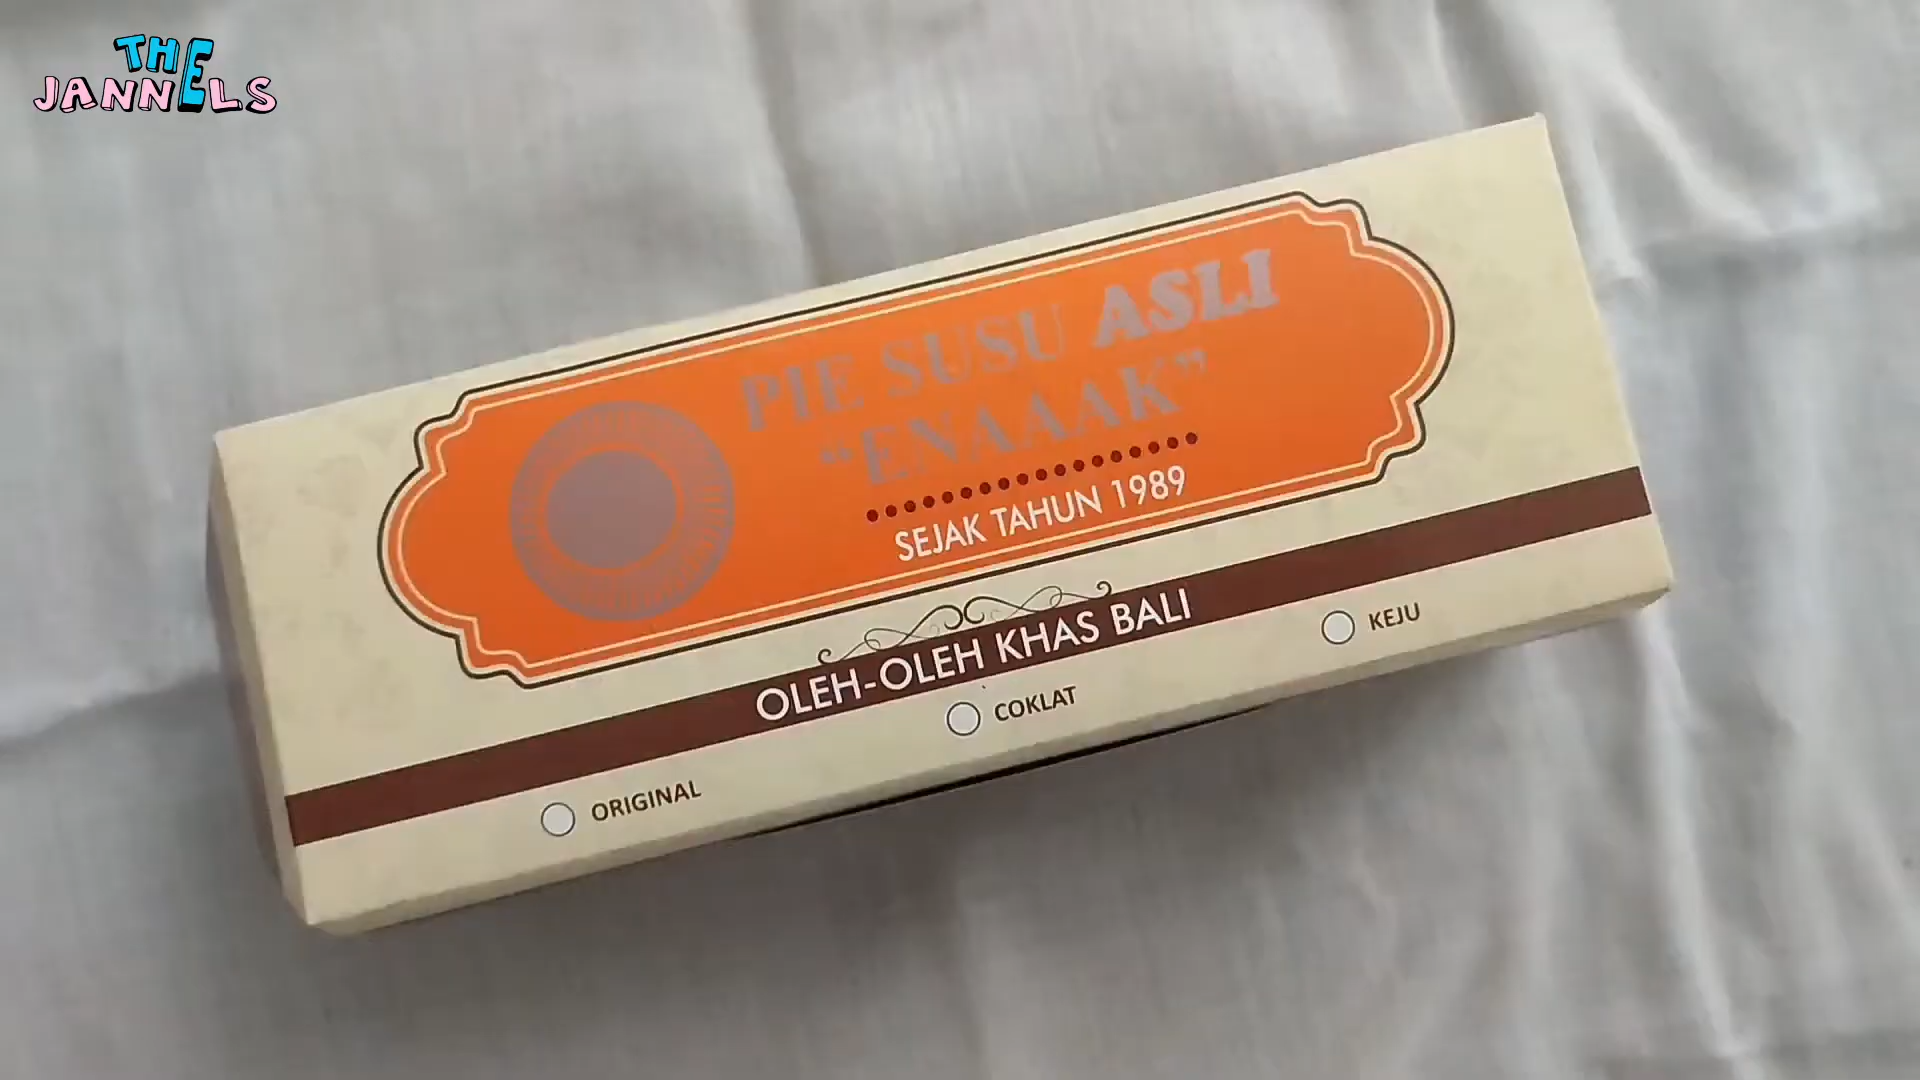 THE
JANNELS
PIE SUSU ASLI
“ENAAAK”
SEJAK TAHUN 1989
OLEH-OLEH KHAS BALI
ORIGINAL
COKLAT
KEJU